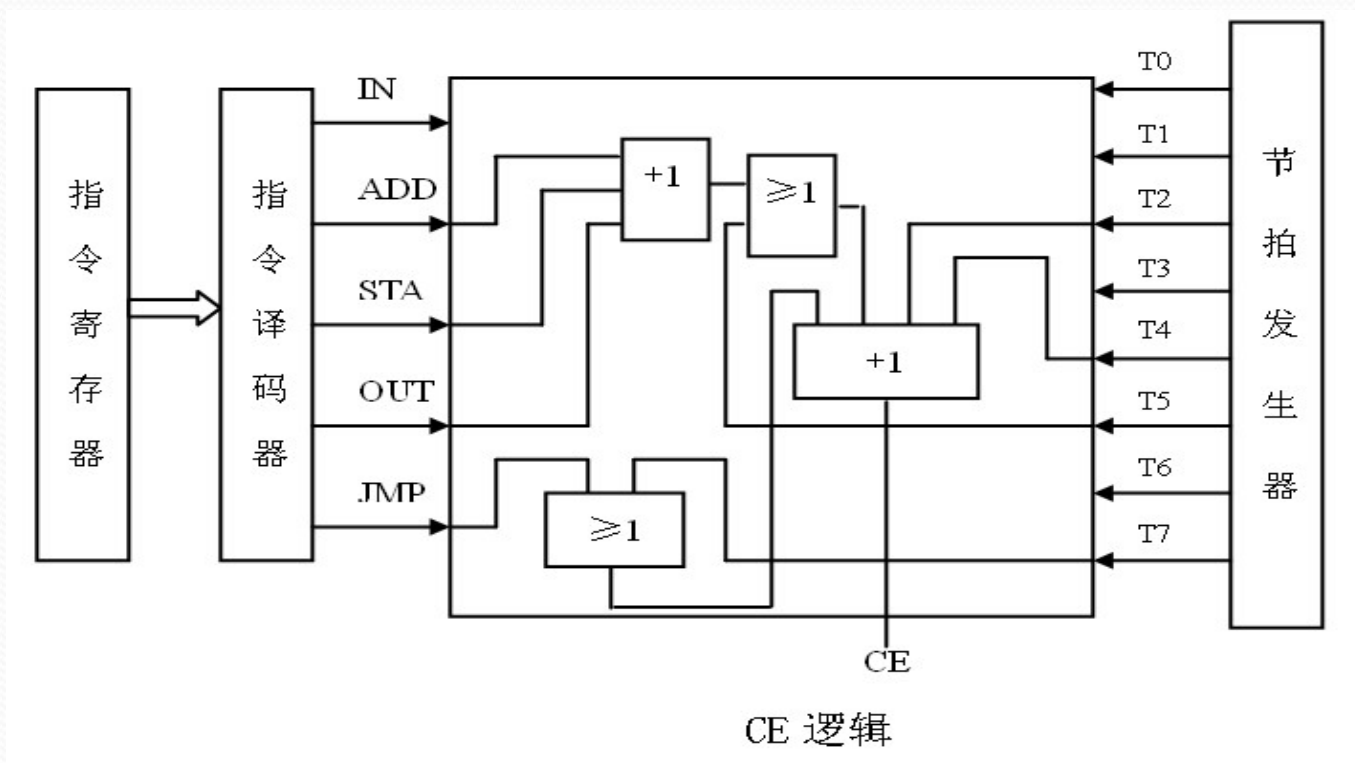 指令寄存器
指令译码器
IN
ADD
STA
OUT
JMP
+1
≥1
+1
≥1
T0
T1
T2
T3
T4
T5
T6
T7
节拍发生器
CE
CE 逻辑